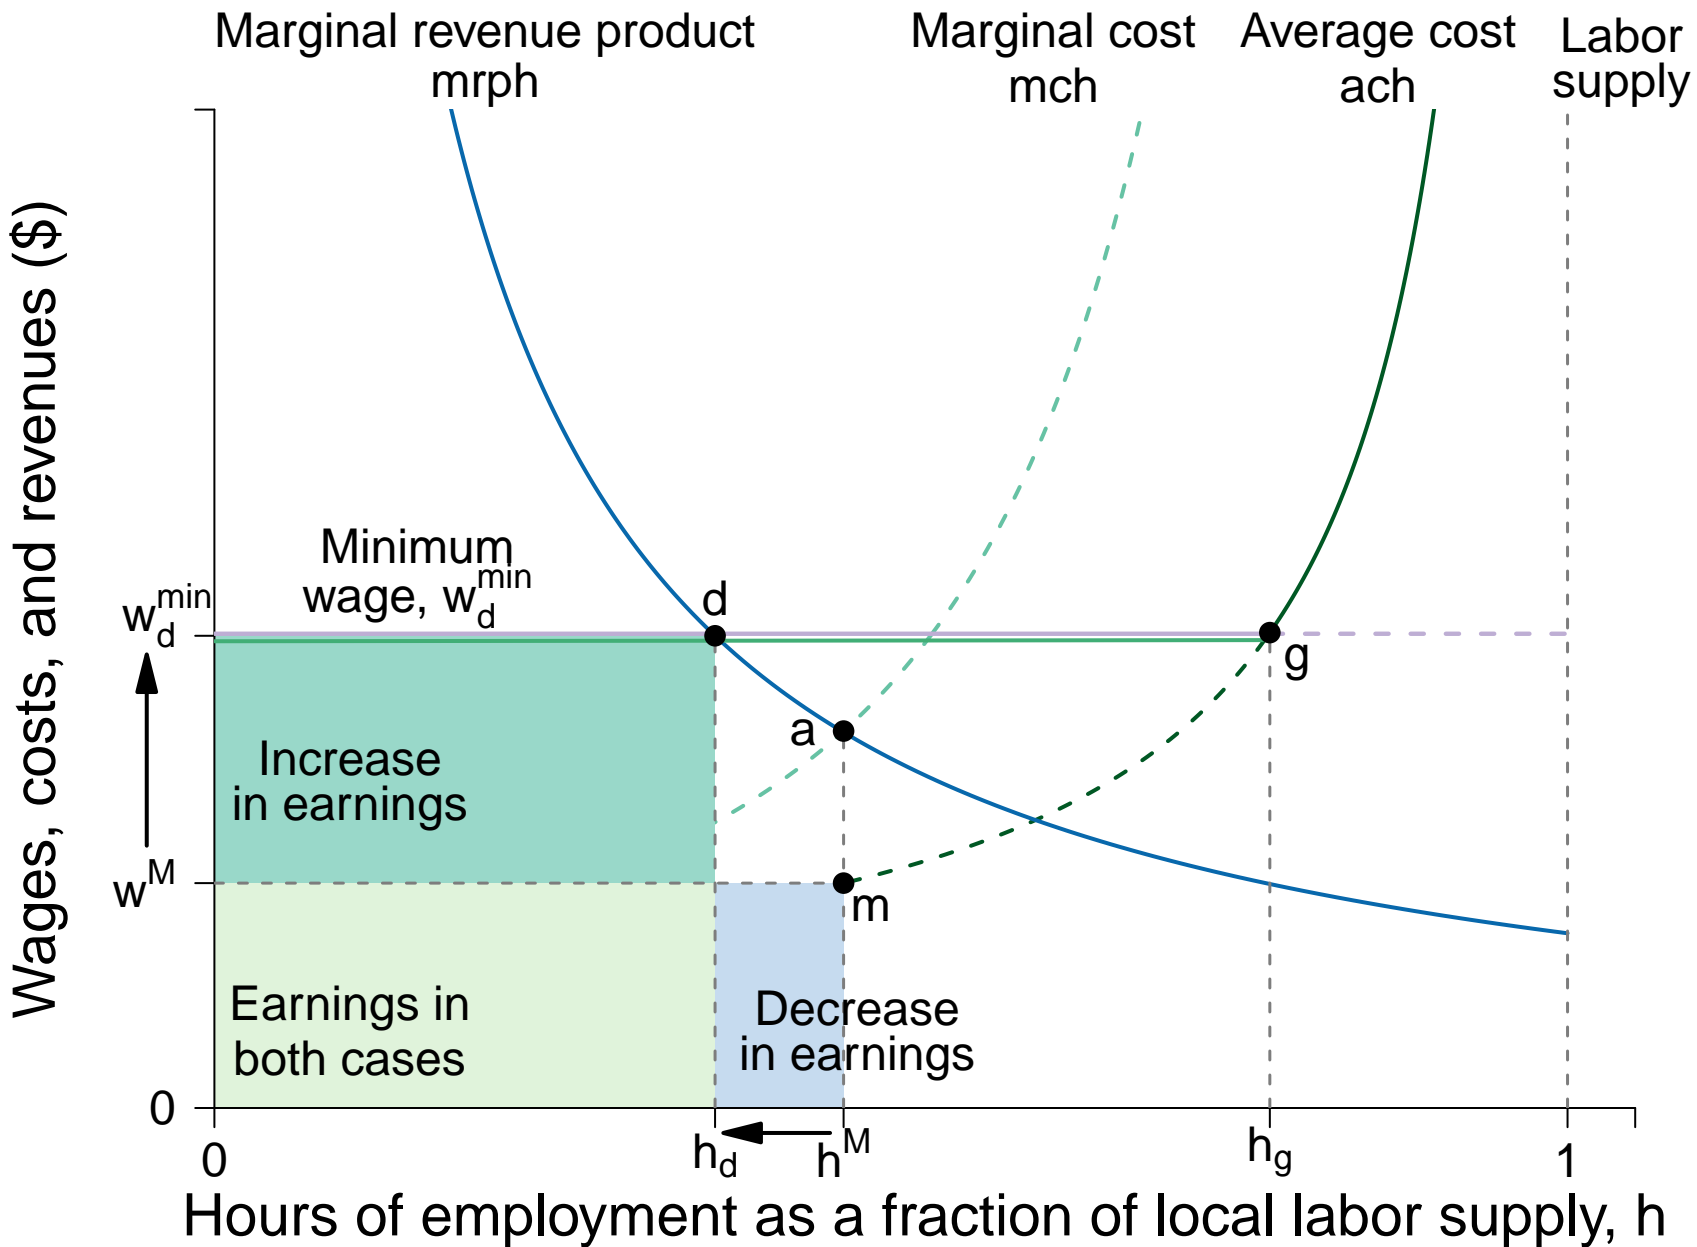 Marginal revenue product
mrph
Marginal cost
mch
Average cost
ach
Labor
supply
Wages, costs, and revenues ($)
Minimum
wage, w_d^min
w_d^min
d
g
a
Increase
in earnings
w^M
m
Earnings in
both cases
Decrease
in earnings
0
0
h_d
h^M
h_g
1
Hours of employment as a fraction of local labor supply, h